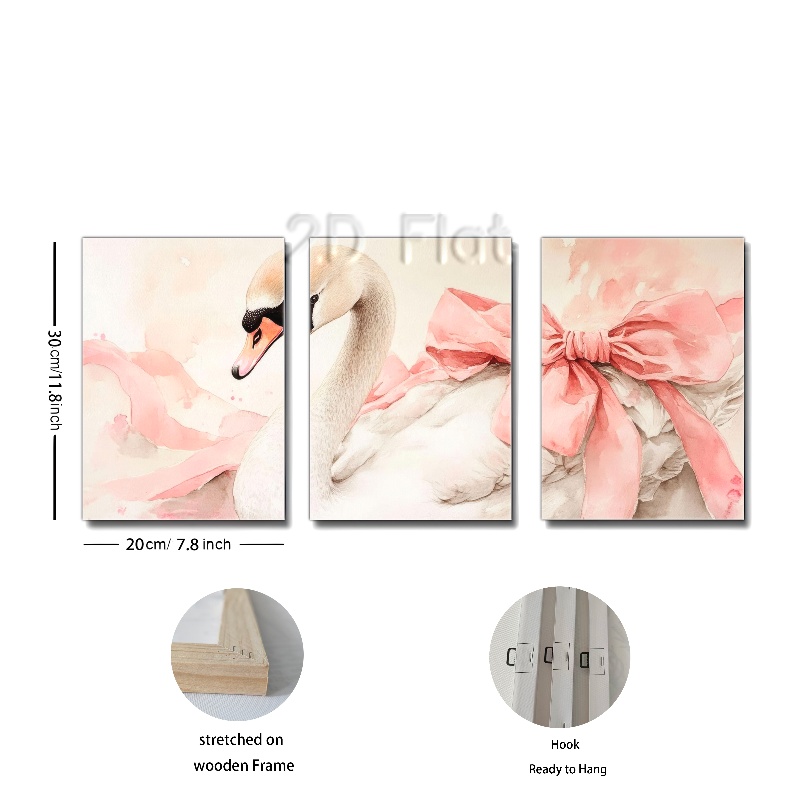 2D Flat
30cm/11.8inch
20cm/ 7.8 inch
stretched on
wooden Frame
Hook
Ready to Hang